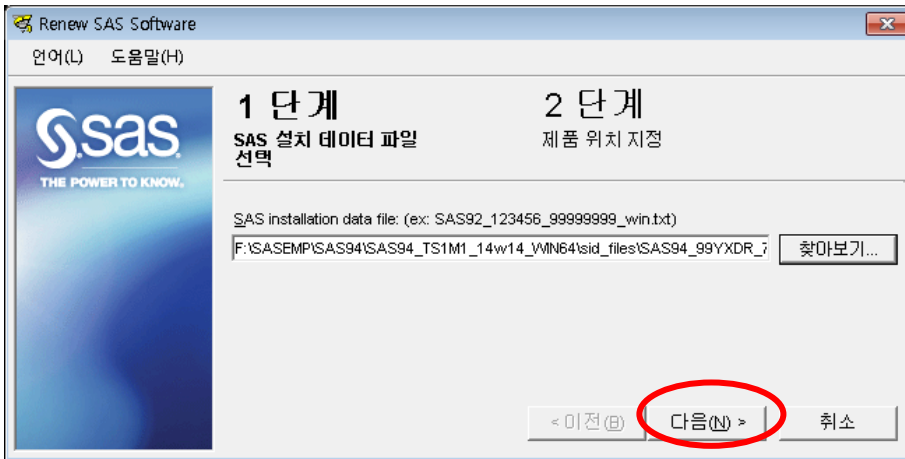 Renew SAS Software
언어(L) 도움말(H)
sas
THE POWER TO KNOW.
1 단계
SAS 설치 데이터 파일
선택
2 단계
제품 위치 지정
SAS installation data file: (ex: SAS92_123456_99999999_win.txt)
F:\SASEMP\SAS94\SAS94_TS1M1_14w14_WIN64\sid_files\SAS94_99YXDR_7
찾아보기...
< 이전(B) 다음(N) > 취소